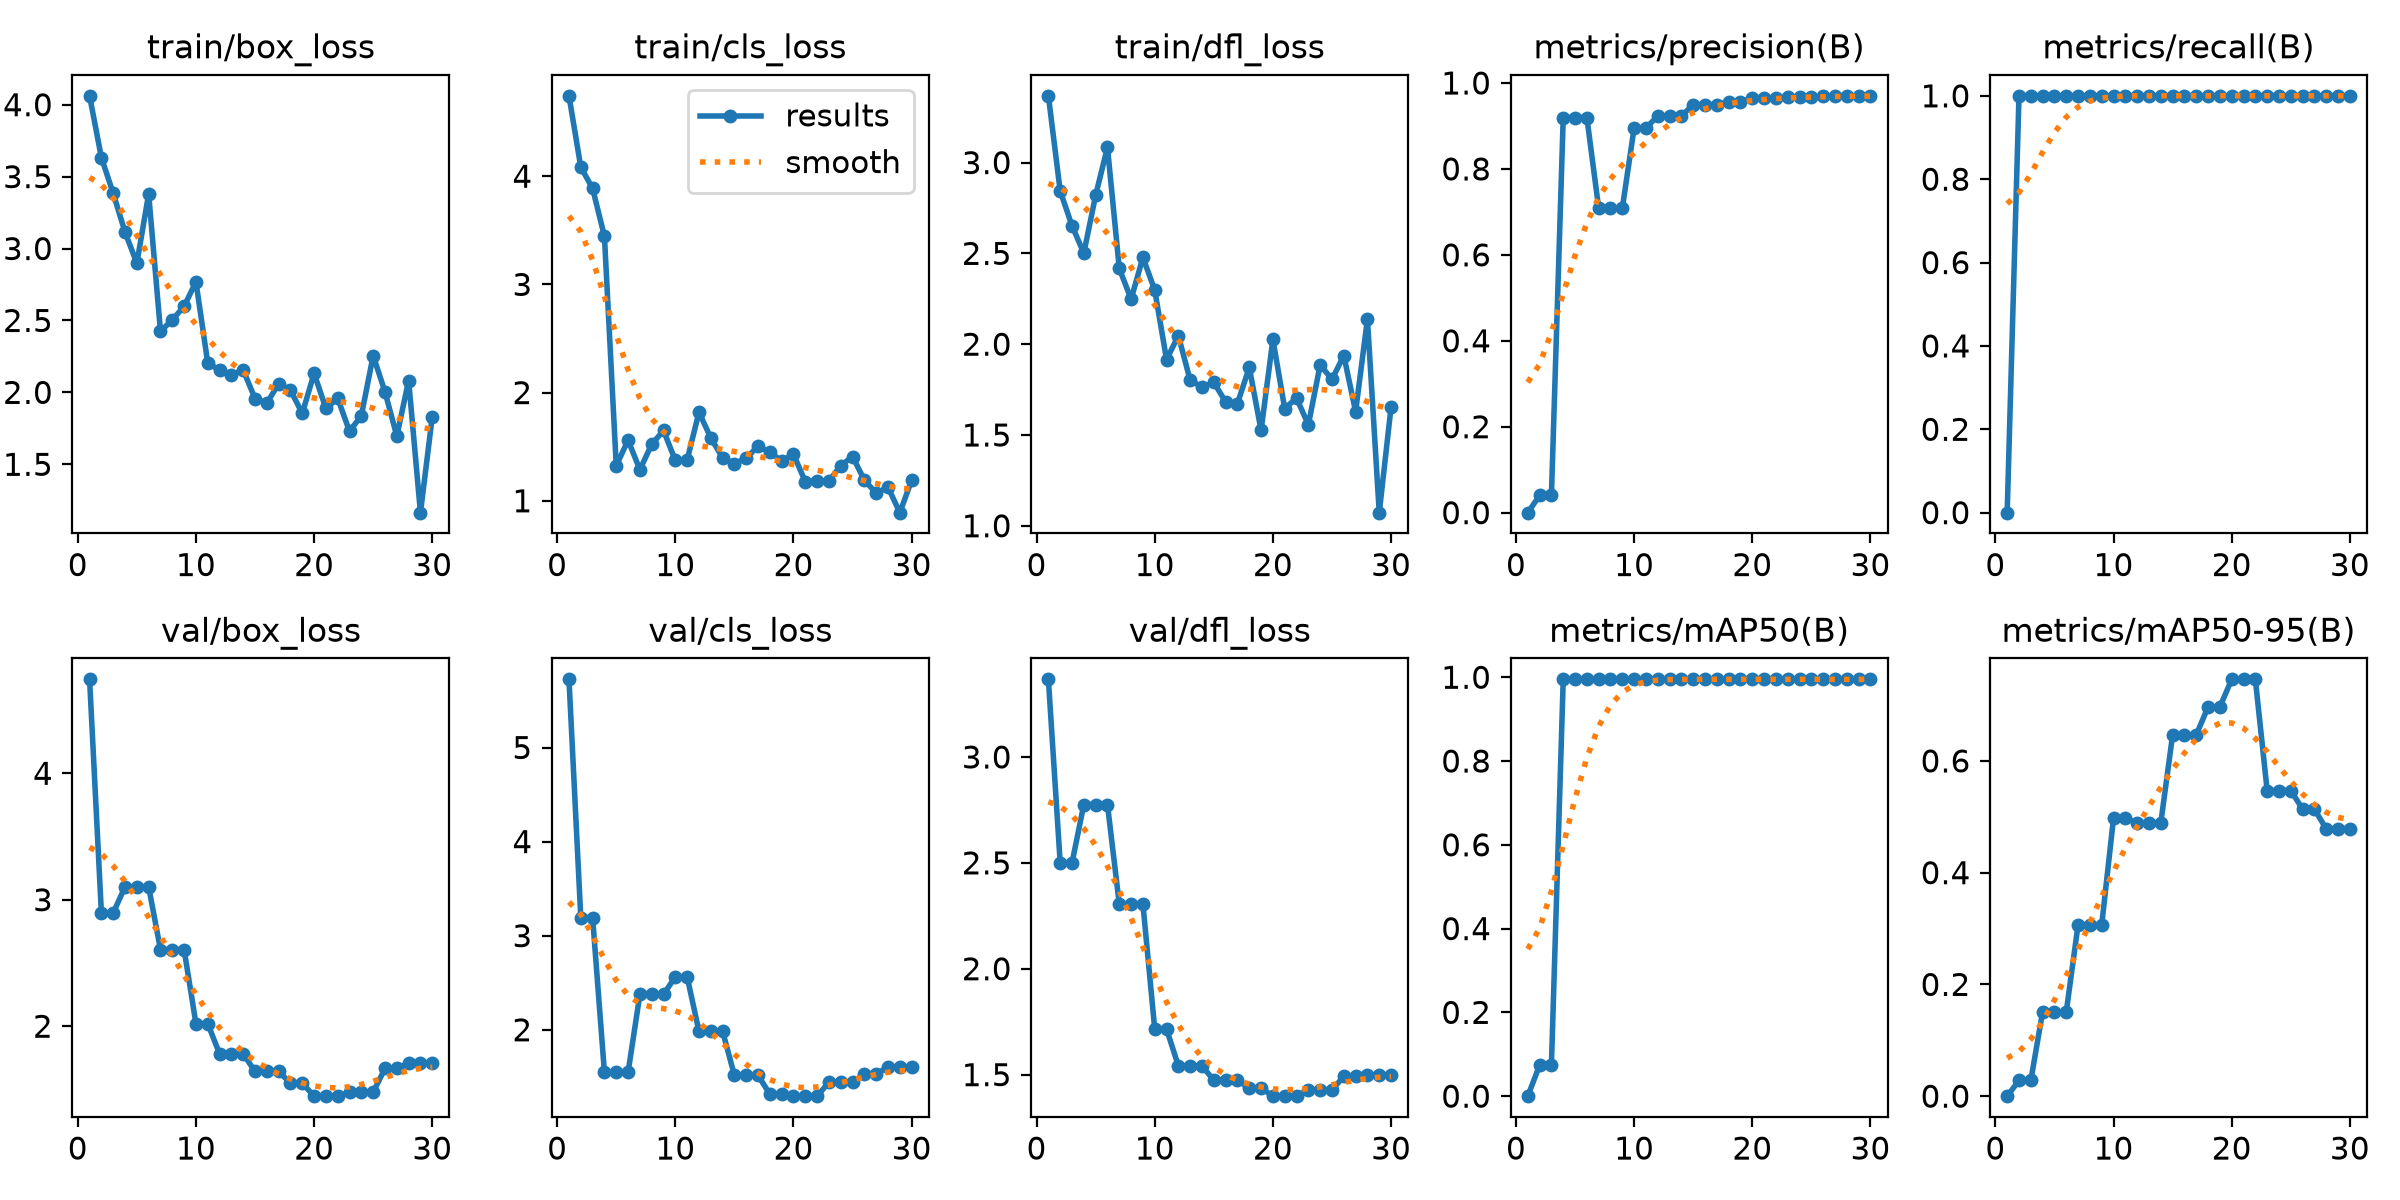 train/box_loss
train/cls_loss
train/dfl_loss
metrics/precision(B)
metrics/recall(B)
4.0
3.5
3.0
2.5
2.0
1.5
0 10 20 30
results
smooth
4
3
2
1
0 10 20 30
3.0
2.5
2.0
1.5
1.0
0 10 20 30
1.0
0.8
0.6
0.4
0.2
0.0
0 10 20 30
1.0
0.8
0.6
0.4
0.2
0.0
0 10 20 30
val/box_loss
val/cls_loss
val/dfl_loss
metrics/mAP50(B)
metrics/mAP50-95(B)
4
3
2
0 10 20 30
5
4
3
2
0 10 20 30
3.0
2.5
2.0
1.5
0 10 20 30
1.0
0.8
0.6
0.4
0.2
0.0
0 10 20 30
0.6
0.4
0.2
0.0
0 10 20 30